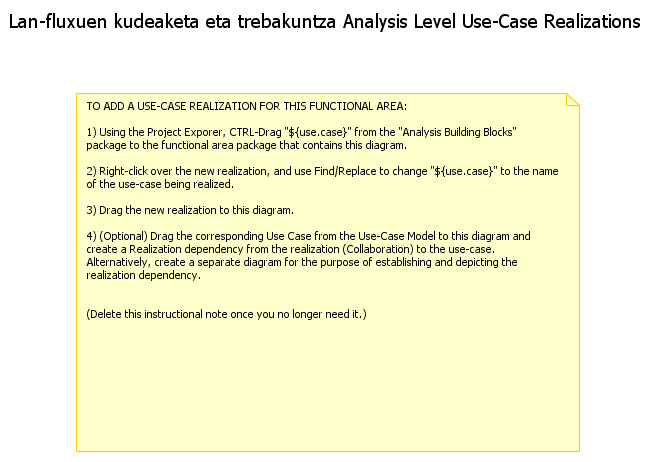 Lan-fluxuen kudeaketa eta trebakuntza Analysis Level Use-Case Realizations
TO ADD A USE-CASE REALIZATION FOR THIS FUNCTIONAL AREA:
1) Using the Project Exporer, CTRL-Drag "${use.case}" from the "Analysis Building Blocks"
package to the functional area package that contains this diagram.
2) Right-click over the new realization, and use Find/Replace to change "${use.case}" to the name
of the use-case being realized.
3) Drag the new realization to this diagram.
4) (Optional) Drag the corresponding Use Case from the Use-Case Model to this diagram and
create a Realization dependency from the realization (Collaboration) to the use-case.
Alternatively, create a separate diagram for the purpose of establishing and depicting the
realization dependency.
(Delete this instructional note once you no longer need it.)